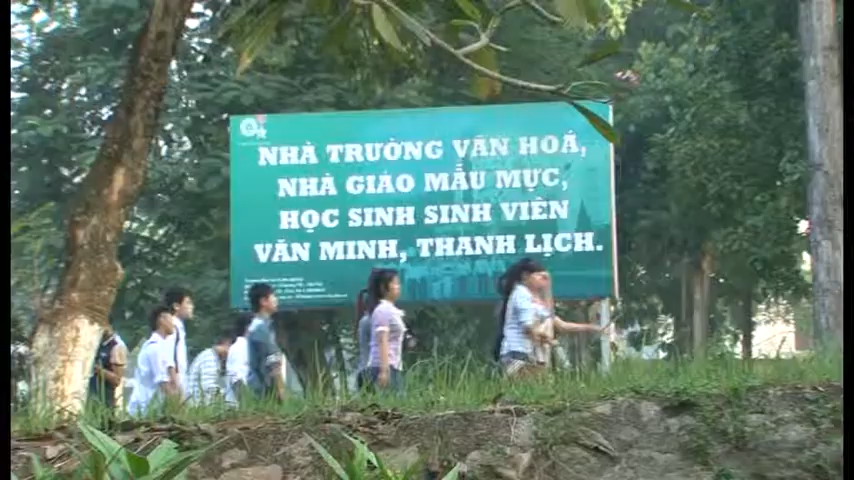 NHÀ TRƯỜNG VĂN HOÁ,
NHÀ GIÁO MẪU MỰC,
HỌC SINH SINH VIÊN
VĂN MINH, THANH LỊCH.